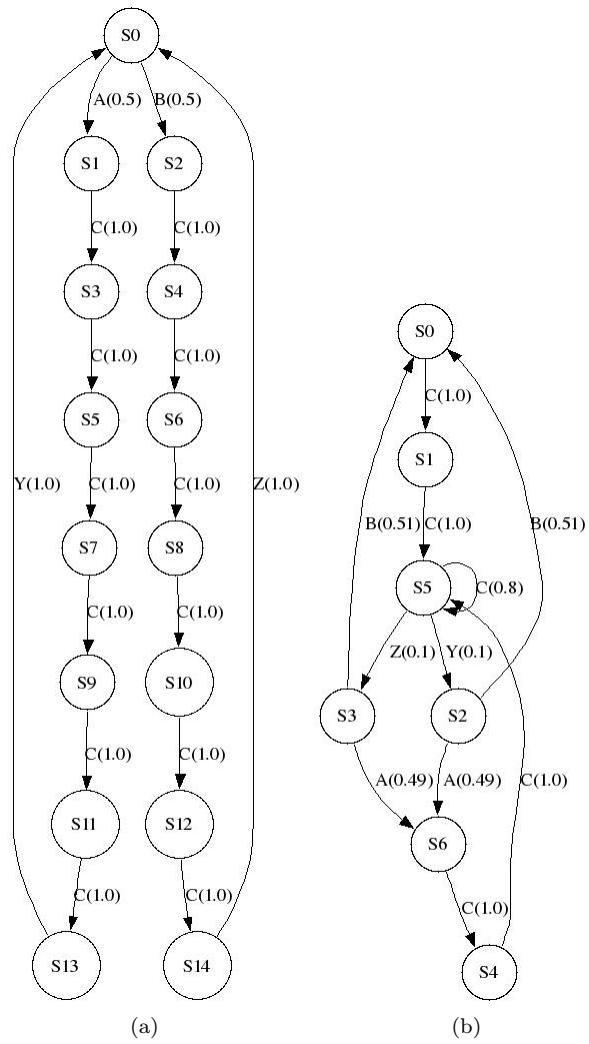 S0
A(0.5) B(0.5)
S1 S2
C(1.0) C(1.0)
S3 S4
C(1.0) C(1.0)
S5 S6
Y(1.0) C(1.0) C(1.0) Z(1.0)
S7 S8
C(1.0) C(1.0)
S9 S10
C(1.0) C(1.0)
S11 S12
C(1.0) C(1.0)
S13 S14
(a)
S0
C(1.0)
S1
B(0.51) C(1.0) B(0.51)
S5 C(0.8)
Z(0.1) Y(0.1)
S3 S2
A(0.49) A(0.49) C(1.0)
S6
C(1.0)
S4
(b)